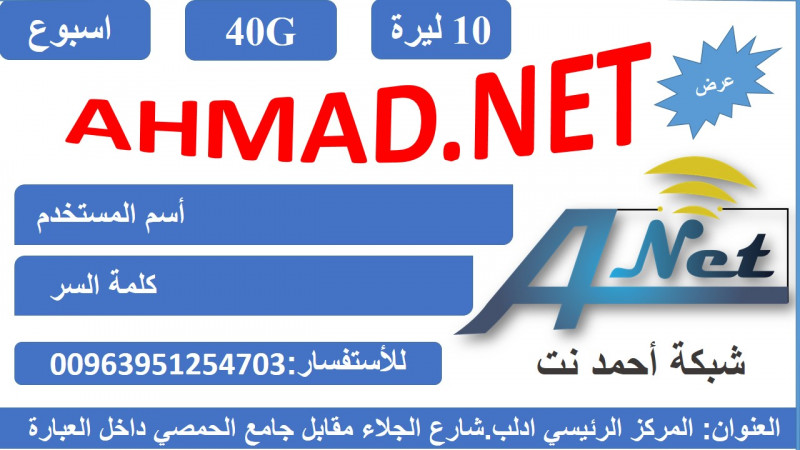 10 ليرة
40G
اسبوع
عرض
AHMAD.NET
أسم المستخدم
كلمة السر
A Net
شبكة أحمد نت
للأستفسار:00963951254703
العنوان: المركز الرئيسي ادلب.شارع الجلاء مقابل جامع الحمصي داخل العبارة